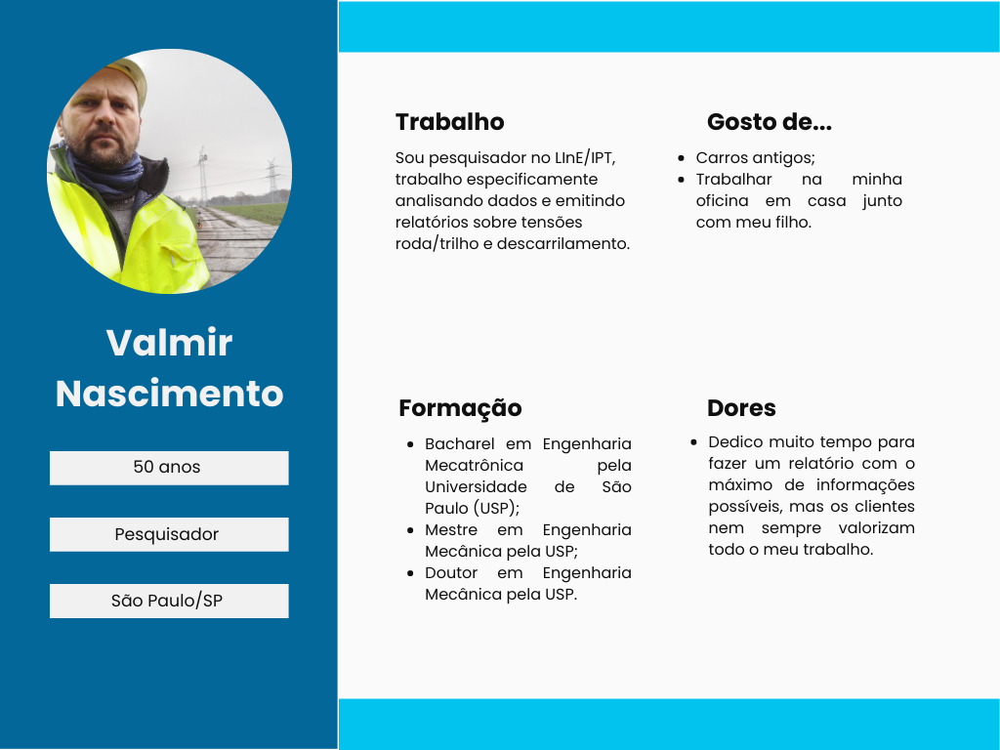 Valmir
Nascimento
50 anos
Pesquisador
São Paulo/SP
Trabalho
Sou pesquisador no LInE/IPT,
trabalho especificamente
analisando dados e emitindo
relatórios sobre tensões
roda/trilho e descarrilamento.
Gosto de...
• Carros antigos;
• Trabalhar na minha
oficina em casa junto
com meu filho.
Formação
• Bacharel em Engenharia
Mecatrônica pela
Universidade de São
Paulo (USP);
• Mestre em Engenharia
Mecânica pela USP;
• Doutor em Engenharia
Mecânica pela USP.
Dores
• Dedico muito tempo para
fazer um relatório com o
máximo de informações
possíveis, mas os clientes
nem sempre valorizam
todo o meu trabalho.